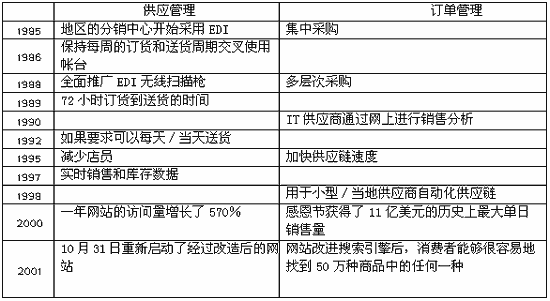 供应管理 订单管理
1985 地区的分销中心开始采用 EDI 集中采购
1986 保持每周的订货和送货周期交叉使用
帐台
1988 全面推广 EDI 无线扫描枪 多层次采购
1989 72 小时订货到送货的时间
1990 IT 供应商通过网上进行销售分析
1992 如果要求可以每天／当天送货
1995 减少店员 加快供应链速度
1997 实时销售和库存数据
1998 用于小型／当地供应商自动化供应链
2000 一年网站的访问量增长了 570% 感恩节获得了 11 亿美元的历史上最大单日
销售量
2001 10 月 31 日重新启动了经过改造后的网
站 网站改进搜索引擎后，消费者能够很容易地
找到 50 万种商品中的任何一种